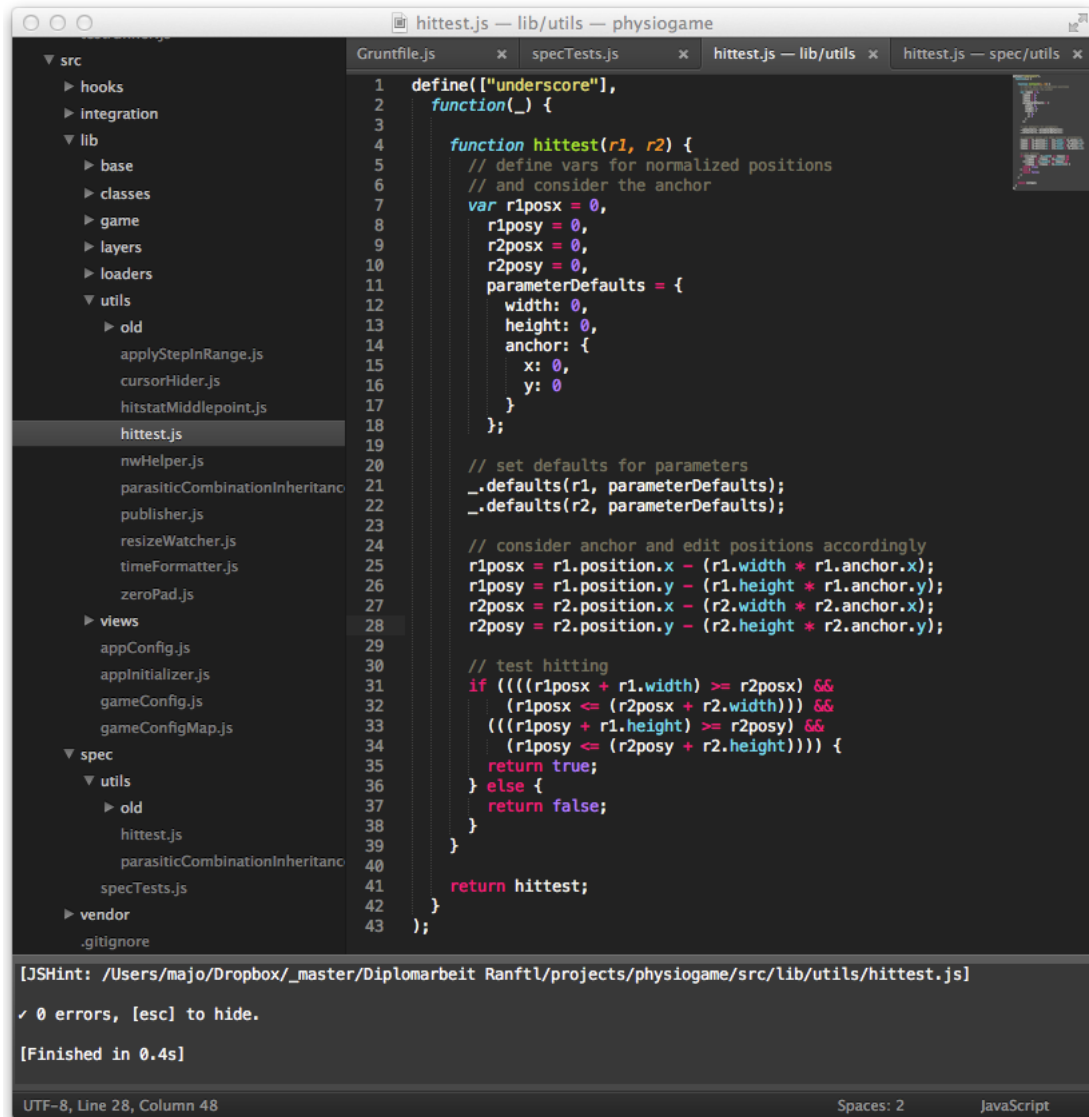 hittest.js — lib/utils — physiogame
src
hooks
integration
lib
base
classes
game
layers
loaders
utils
old
applyStepInRange.js
cursorHider.js
hitstatMiddlepoint.js
hittest.js
nwHelper.js
parasiticCombinationInheritanc
publisher.js
resizeWatcher.js
timeFormatter.js
zeroPad.js
views
appConfig.js
appInitializer.js
gameConfig.js
gameConfigMap.js
spec
utils
old
hittest.js
parasiticCombinationInheritanc
specTests.js
vendor
.gitignore
Gruntfile.js × specTests.js × hittest.js — lib/utils × hittest.js — spec/utils ×
1 define(["underscore"],
2 function(_) {
3
4 function hittest(r1, r2) {
5 // define vars for normalized positions
6 // and consider the anchor
7 var r1posx = 0,
8 r1posy = 0,
9 r2posx = 0,
10 r2posy = 0,
11 parameterDefaults = {
12 width: 0,
13 height: 0,
14 anchor: {
15 x: 0,
16 y: 0
17 }
18 };
19
20 // set defaults for parameters
21 _.defaults(r1, parameterDefaults);
22 _.defaults(r2, parameterDefaults);
23
24 // consider anchor and edit positions accordingly
25 r1posx = r1.position.x - (r1.width * r1.anchor.x);
26 r1posy = r1.position.y - (r1.height * r1.anchor.y);
27 r2posx = r2.position.x - (r2.width * r2.anchor.x);
28 r2posy = r2.position.y - (r2.height * r2.anchor.y);
29
30 // test hitting
31 if ((((r1posx + r1.width) >= r2posx) &&
32 (r1posx <= (r2posx + r2.width))) &&
33 (((r1posy + r1.height) >= r2posy) &&
34 (r1posy <= (r2posy + r2.height)))) {
35 return true;
36 } else {
37 return false;
38 }
39 }
40
41 return hittest;
42 }
43 );
[JSHint: /Users/majo/Dropbox/_master/Diplomarbeit Ranftl/projects/physiogame/src/lib/utils/hittest.js]
✓ 0 errors, [esc] to hide.
[Finished in 0.4s]
UTF-8, Line 28, Column 48 Spaces: 2 JavaScript